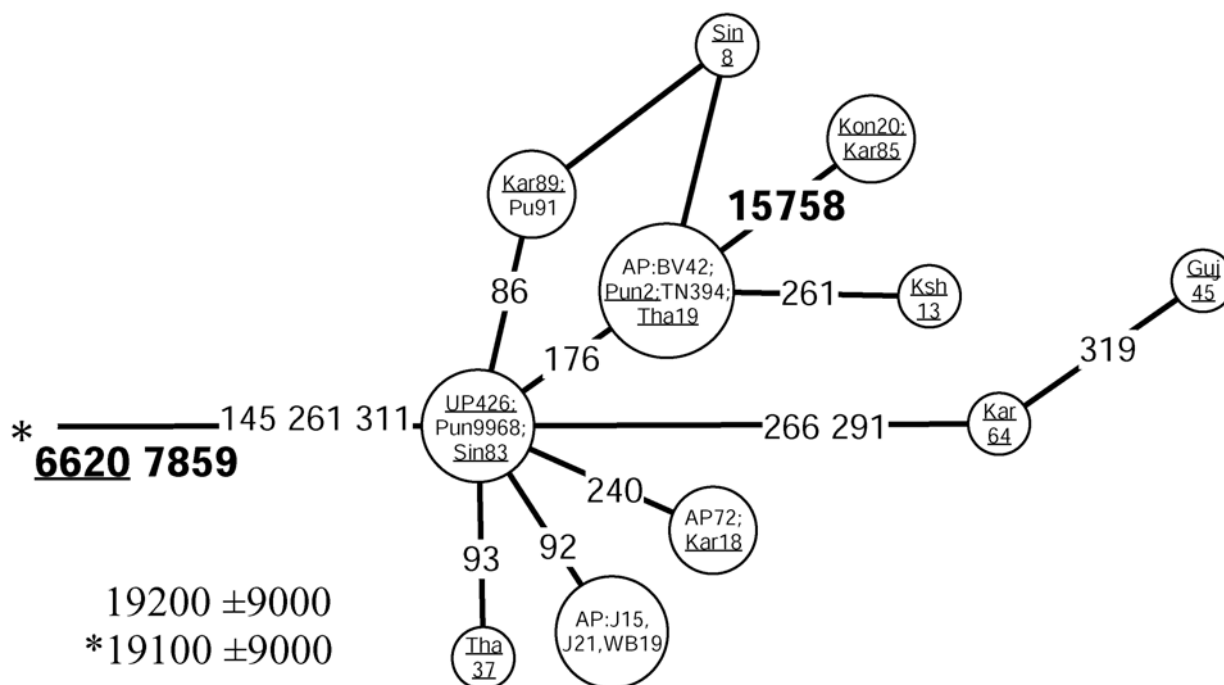 Sin
8
Kon20;
Kar85
Kar89;
Pu91
15758
AP:BV42;
Pun2;TN394;
Tha19
261
Ksh
13
Guj
45
86
176
319
UP426;
Pun9968;
Sin83
* 145 261 311
6620 7859
266 291
Kar
64
240
AP72;
Kar18
93
92
AP:J15,
J21,WB19
Tha
37
19200 ±9000
*19100 ±9000